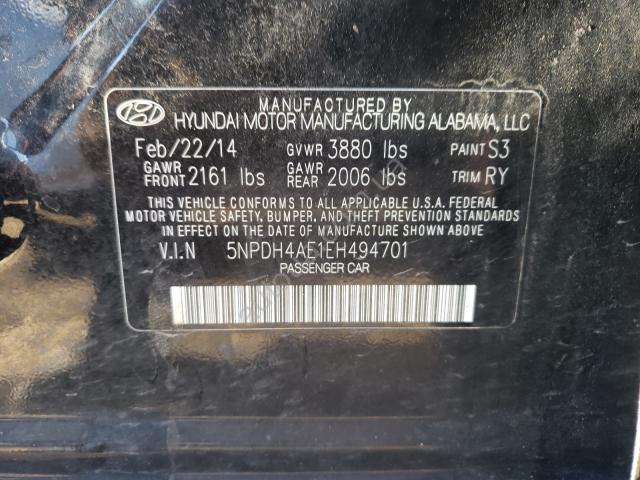 MANUFACTURED BY
HYUNDAI MOTOR MANUFACTURING ALABAMA, LLC
Feb/22/14 GVWR 3880 lbs PAINT S3
GAWR FRONT 2161 lbs GAWR REAR 2006 lbs TRIM RY
THIS VEHICLE CONFORMS TO ALL APPLICABLE U.S.A. FEDERAL
MOTOR VEHICLE SAFETY, BUMPER, AND THEFT PREVENTION STANDARDS
IN EFFECT ON THE DATE OF MANUFACTURE SHOWN ABOVE
V.I.N 5NPDH4AE1EH494701
PASSENGER CAR